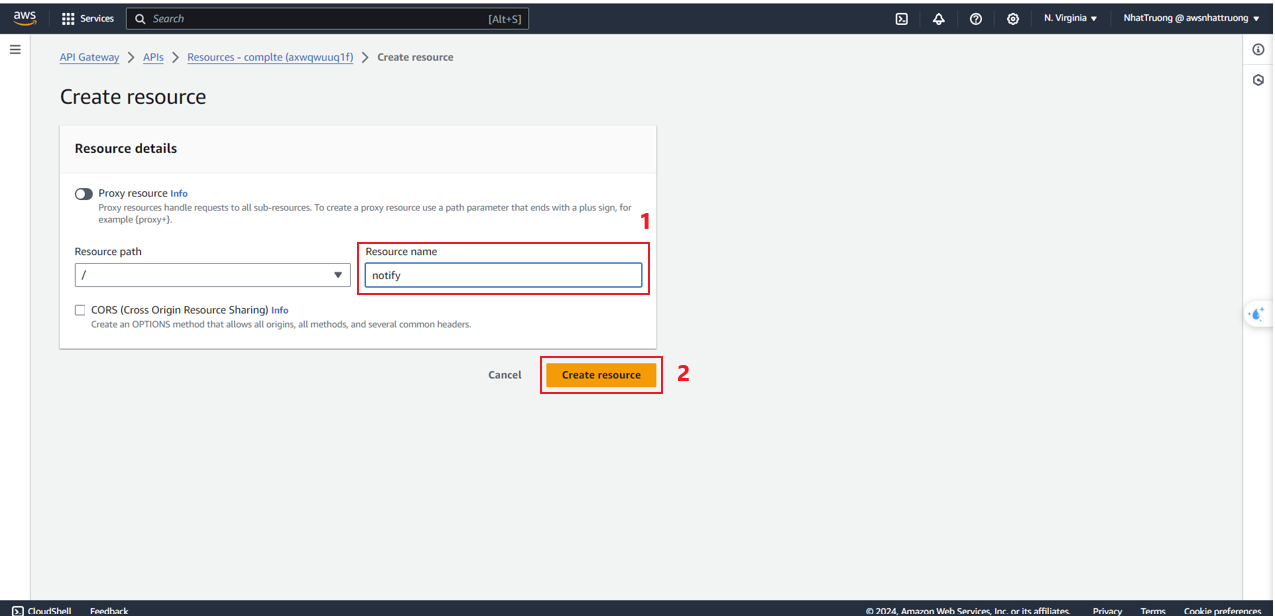 aws Services Search [Alt+S] N. Virginia NhatTruong @ awsnhattruong
API Gateway > APIs > Resources - complte (axwqwuuq1f) > Create resource
Create resource
Resource details
Proxy resource Info
Proxy resources handle requests to all sub-resources. To create a proxy resource use a path parameter that ends with a plus sign, for
example {proxy+}.
1
Resource path Resource name
/ notify
CORS (Cross Origin Resource Sharing) Info
Create an OPTIONS method that allows all origins, all methods, and several common headers.
Cancel Create resource 2
CloudShell Feedback © 2024, Amazon Web Services, Inc. or its affiliates. Privacy Terms Cookie preferences